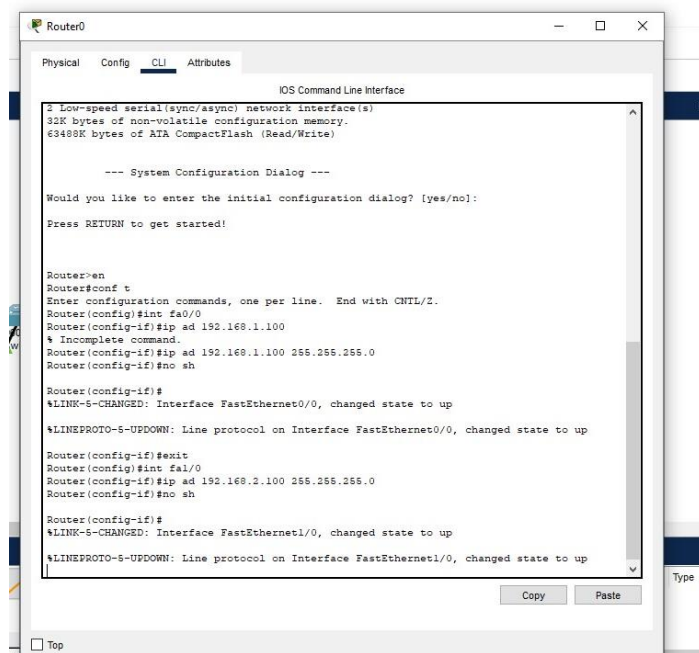 Router0
Physical Config CLI Attributes
IOS Command Line Interface
2 Low-speed serial(sync/async) network interface(s)
32K bytes of non-volatile configuration memory.
63488K bytes of ATA CompactFlash (Read/Write)
--- System Configuration Dialog ---
Would you like to enter the initial configuration dialog? [yes/no]:
Press RETURN to get started!
Router>en
Router#conf t
Enter configuration commands, one per line. End with CNTL/Z.
Router(config)#int fa0/0
Router(config-if)#ip ad 192.168.1.100
% Incomplete command.
Router(config-if)#ip ad 192.168.1.100 255.255.255.0
Router(config-if)#no sh
Router(config-if)#
%LINK-5-CHANGED: Interface FastEthernet0/0, changed state to up
%LINEPROTO-5-UPDOWN: Line protocol on Interface FastEthernet0/0, changed state to up
Router(config-if)#exit
Router(config)#int fa1/0
Router(config-if)#ip ad 192.168.2.100 255.255.255.0
Router(config-if)#no sh
Router(config-if)#
%LINK-5-CHANGED: Interface FastEthernet1/0, changed state to up
%LINEPROTO-5-UPDOWN: Line protocol on Interface FastEthernet1/0, changed state to up
Copy Paste
Type
Top